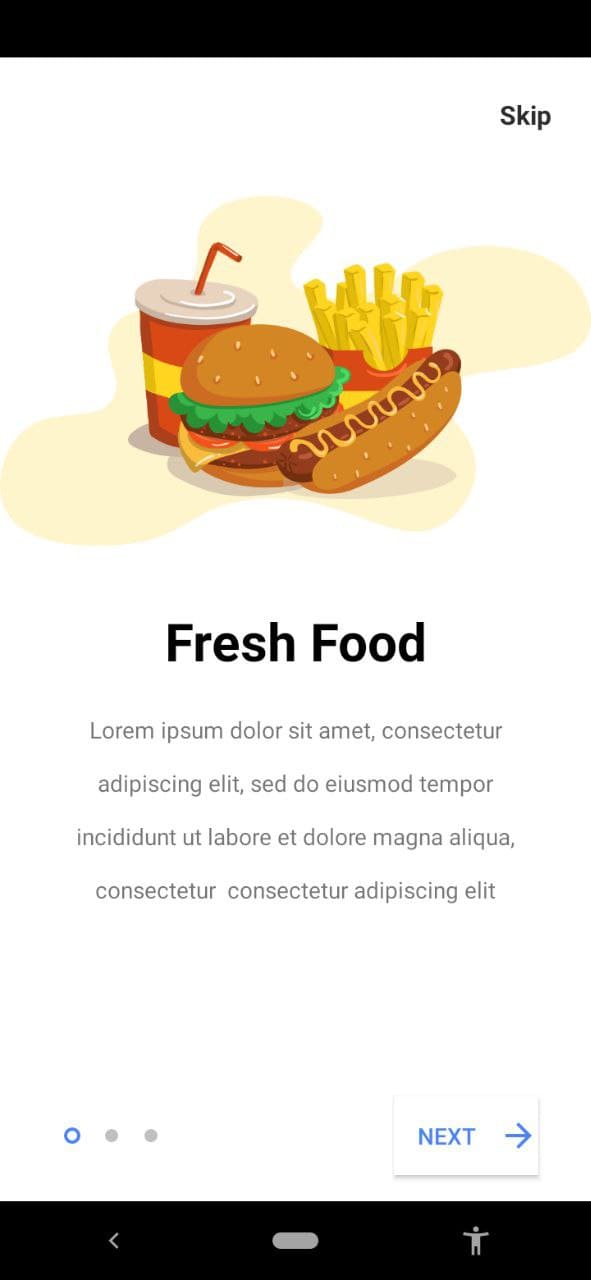 Skip
Fresh Food
Lorem ipsum dolor sit amet, consectetur
adipiscing elit, sed do eiusmod tempor
incididunt ut labore et dolore magna aliqua,
consectetur  consectetur adipiscing elit
NEXT